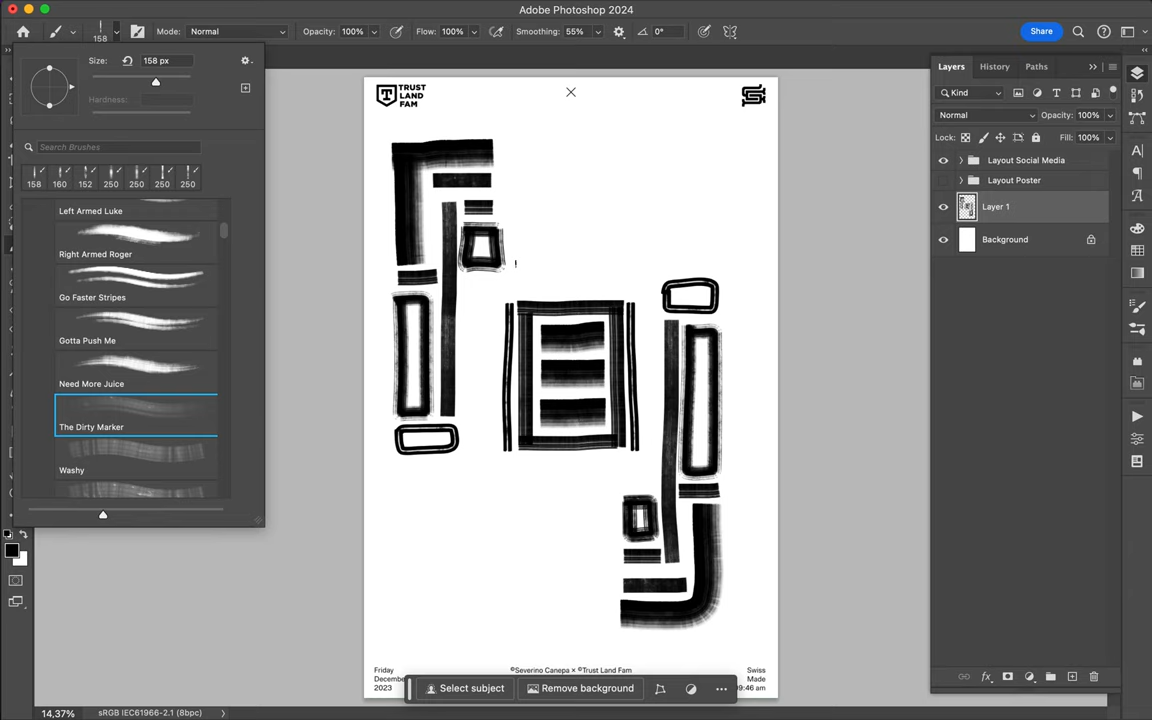 Adobe Photoshop 2024
158
Mode: Normal
Opacity: 100%
Flow: 100%
Smoothing: 55%
0°
Share
Size: 158 px
Hardness:
Search Brushes
158 160 152 250 250 250 250
Left Armed Luke
Right Armed Roger
Go Faster Stripes
Gotta Push Me
Need More Juice
The Dirty Marker
Washy
TRUST
LAND
FAM
Friday
December
2023
©Severino Canepa × ©Trust Land Fam
Swiss
Made
09:46 am
Select subject
Remove background
Layers History Paths
Kind
Normal
Opacity: 100%
Lock:
Fill: 100%
Layout Social Media
Layout Poster
Layer 1
Background
14,37%
sRGB IEC61966-2.1 (8bpc)